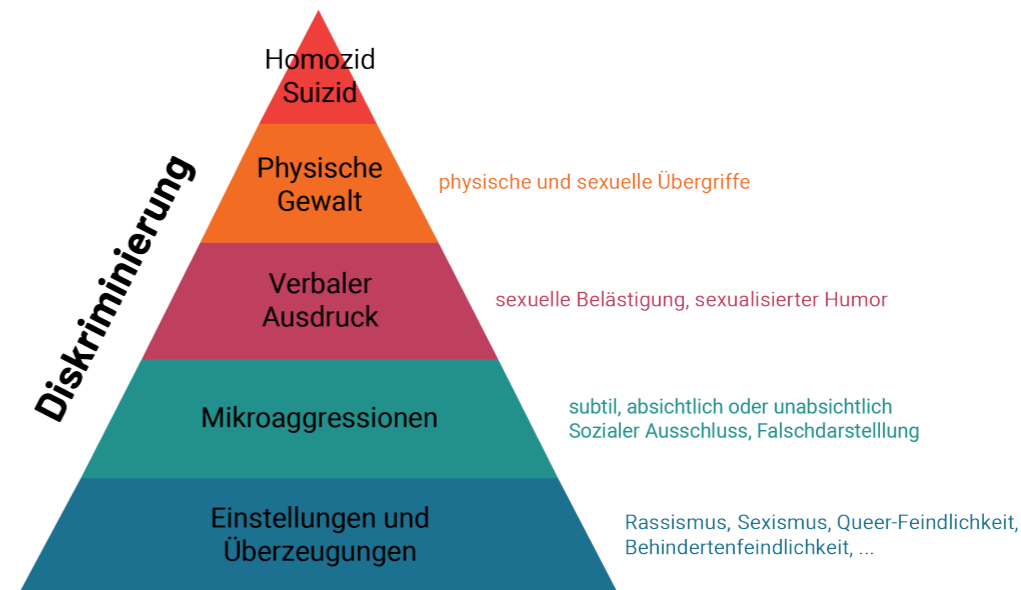 Homozid
Suizid
Diskriminierung
Physische
Gewalt
physische und sexuelle Übergriffe
Verbaler
Ausdruck
sexuelle Belästigung, sexualisierter Humor
Mikroaggressionen
subtil, absichtlich oder unabsichtlich
Sozialer Ausschluss, Falschdarstelllung
Einstellungen und
Überzeugungen
Rassismus, Sexismus, Queer-Feindlichkeit,
Behindertenfeindlichkeit, ...